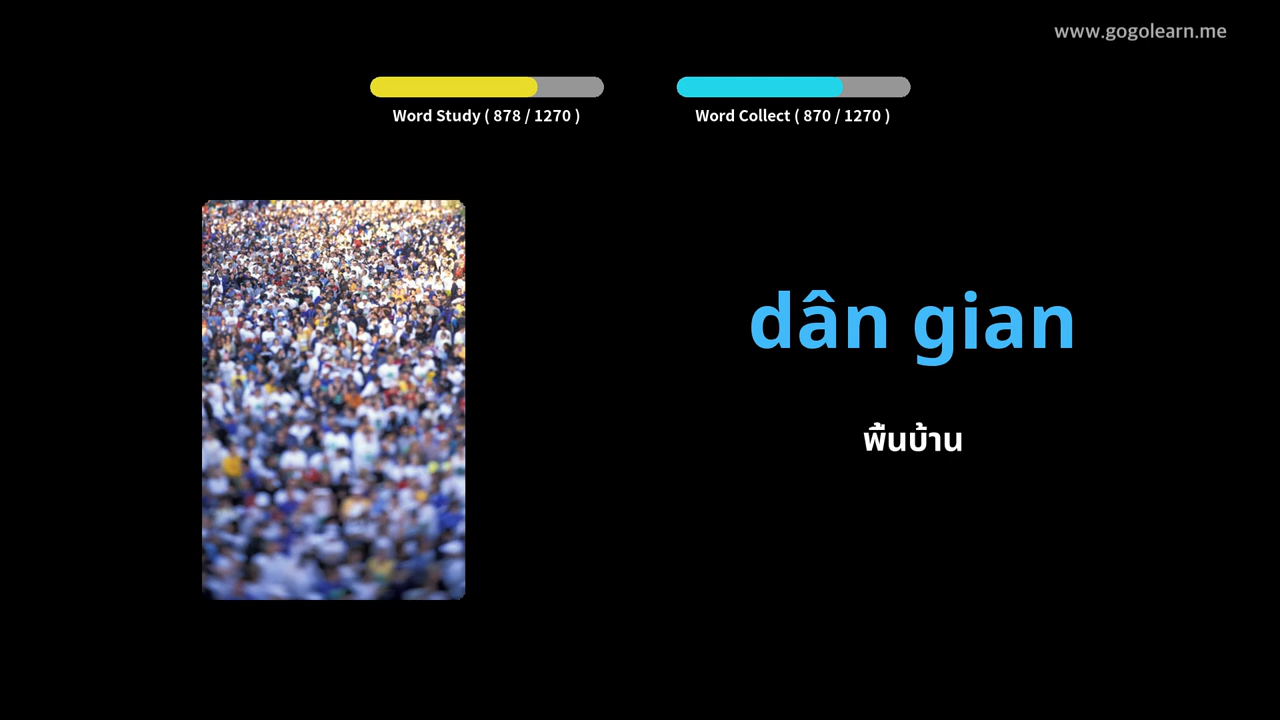 www.gogolearn.me
Word Study ( 878 / 1270 )
Word Collect ( 870 / 1270 )
dân gian
พื้นบ้าน